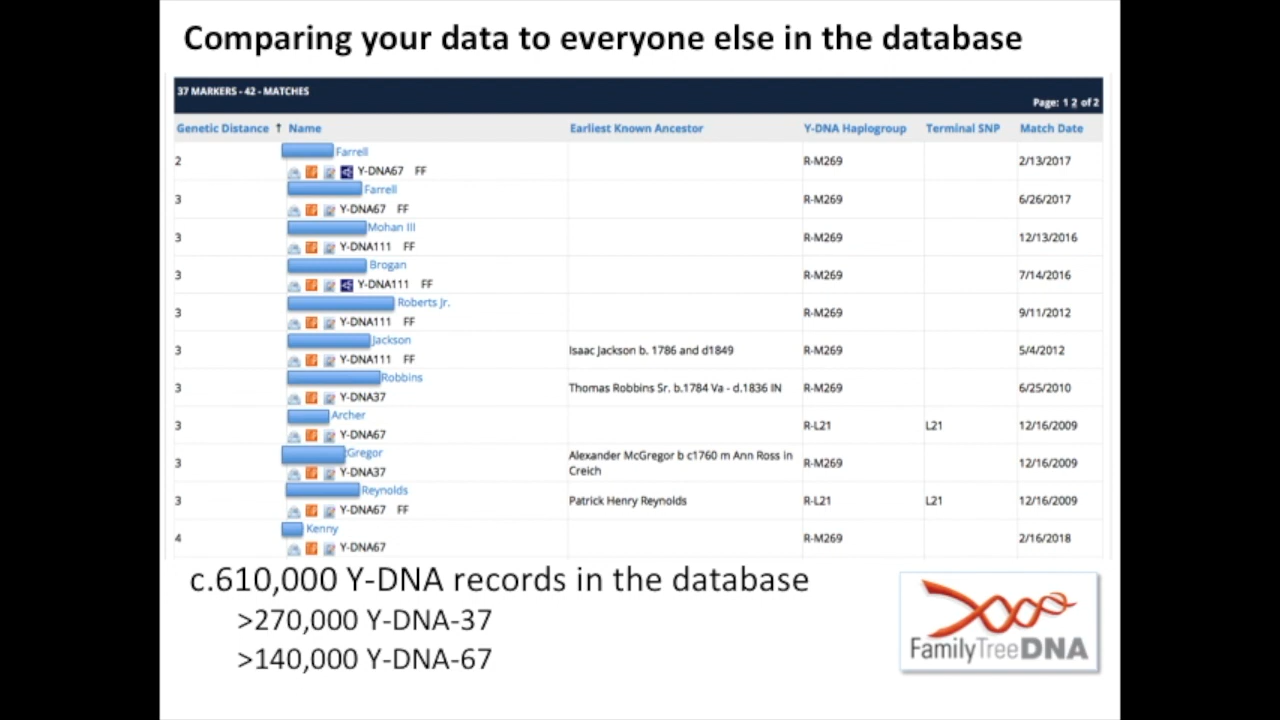 Comparing your data to everyone else in the database
37 MARKERS - 42 - MATCHES
Page: 1 2 of 2
Genetic Distance ↑ Name Earliest Known Ancestor Y-DNA Haplogroup Terminal SNP Match Date
2 Farrell R-M269 2/13/2017
Y-DNA67 FF
3 Farrell R-M269 6/26/2017
Y-DNA67 FF
3 Mohan III R-M269 12/13/2016
Y-DNA111 FF
3 Brogan R-M269 7/14/2016
Y-DNA111 FF
3 Roberts Jr. R-M269 9/11/2012
Y-DNA111 FF
3 Jackson Isaac Jackson b. 1786 and d1849 R-M269 5/4/2012
Y-DNA111 FF
3 Robbins Thomas Robbins Sr. b.1784 Va - d.1836 IN R-M269 6/25/2010
Y-DNA37
3 Archer R-L21 L21 12/16/2009
Y-DNA67
3 Gregor Alexander McGregor b c1760 m Ann Ross in R-M269 12/16/2009
Y-DNA37 Creich
3 Reynolds Patrick Henry Reynolds R-L21 L21 12/16/2009
Y-DNA67 FF
4 Kenny R-M269 2/16/2018
Y-DNA67
c.610,000 Y-DNA records in the database
>270,000 Y-DNA-37
>140,000 Y-DNA-67
FamilyTreeDNA